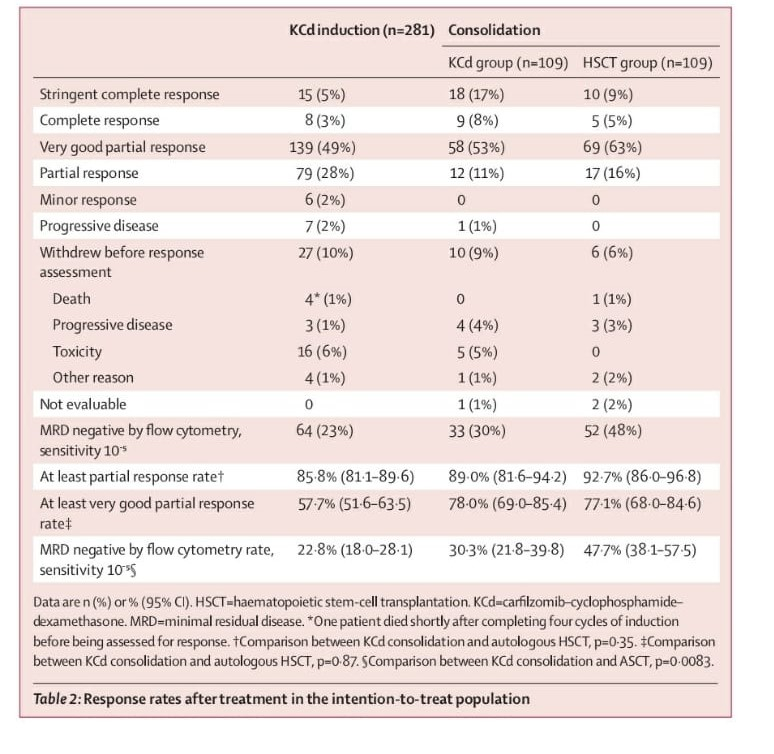 KCd induction (n=281) Consolidation
KCd group (n=109) HSCT group (n=109)
Stringent complete response 15 (5%) 18 (17%) 10 (9%)
Complete response 8 (3%) 9 (8%) 5 (5%)
Very good partial response 139 (49%) 58 (53%) 69 (63%)
Partial response 79 (28%) 12 (11%) 17 (16%)
Minor response 6 (2%) 0 0
Progressive disease 7 (2%) 1 (1%) 0
Withdrew before response 27 (10%) 10 (9%) 6 (6%)
assessment
Death 4* (1%) 0 1 (1%)
Progressive disease 3 (1%) 4 (4%) 3 (3%)
Toxicity 16 (6%) 5 (5%) 0
Other reason 4 (1%) 1 (1%) 2 (2%)
Not evaluable 0 1 (1%) 2 (2%)
MRD negative by flow cytometry, 64 (23%) 33 (30%) 52 (48%)
sensitivity 10⁻⁵
At least partial response rate† 85·8% (81·1–89·6) 89·0% (81·6–94·2) 92·7% (86·0–96·8)
At least very good partial response 57·7% (51·6–63·5) 78·0% (69·0–85·4) 77·1% (68·0–84·6)
rate‡
MRD negative by flow cytometry rate, 22·8% (18·0–28·1) 30·3% (21·8–39·8) 47·7% (38·1–57·5)
sensitivity 10⁻⁵§
Data are n (%) or % (95% CI). HSCT=haematopoietic stem-cell transplantation. KCd=carfilzomib–cyclophosphamide–
dexamethasone. MRD=minimal residual disease. *One patient died shortly after completing four cycles of induction
before being assessed for response. †Comparison between KCd consolidation and autologous HSCT, p=0·35. ‡Comparison
between KCd consolidation and autologous HSCT, p=0·87. §Comparison between KCd consolidation and ASCT, p=0·0083.
Table 2: Response rates after treatment in the intention-to-treat population